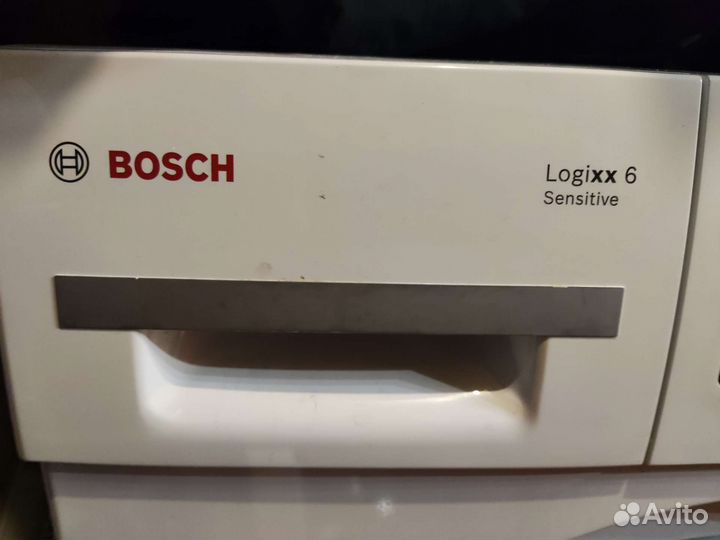 BOSCH
Logixx 6
Sensitive
Avito